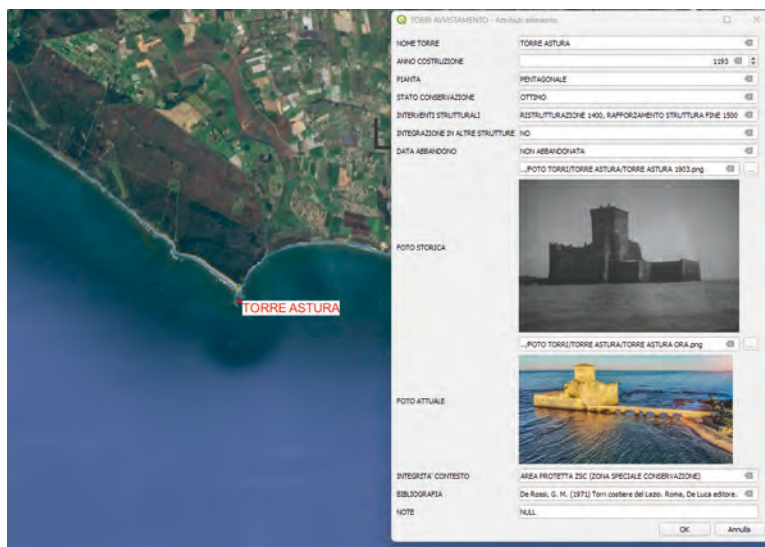 TORRI AVVISTAMENTO - Attributi elemento
NOME TORRE TORRE ASTURA
ANNO COSTRUZIONE 1193
PIANTA PENTAGONALE
STATO CONSERVAZIONE OTTIMO
INTERVENTI STRUTTURALI RISTRUTTURAZIONE 1400, RAFFORZAMENTO STRUTTURA FINE 1500
INTEGRAZIONE IN ALTRE STRUTTURE NO
DATA ABBANDONO NON ABBANDONATA
../FOTO TORRI/TORRE ASTURA/TORRE ASTURA 1903.png ...
FOTO STORICA
TORRE ASTURA
../FOTO TORRI/TORRE ASTURA/TORRE ASTURA ORA.png ...
FOTO ATTUALE
INTEGRITA' CONTESTO AREA PROTETTA ZSC (ZONA SPECIALE CONSERVAZIONE)
BIBLIOGRAFIA De Rossi, G. M. (1971) Torri costiere del Lazio. Roma, De Luca editore.
NOTE NULL
OK Annulla